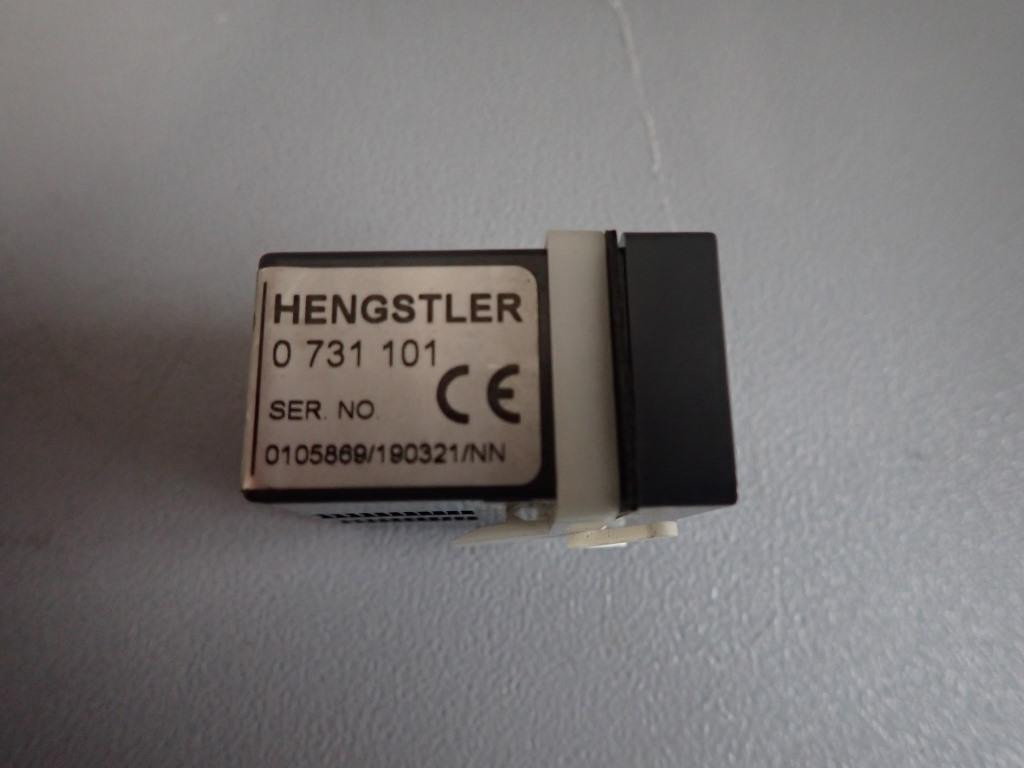 HENGSTLER
0 731 101
CE
SER. NO.
0105869/190321/NN